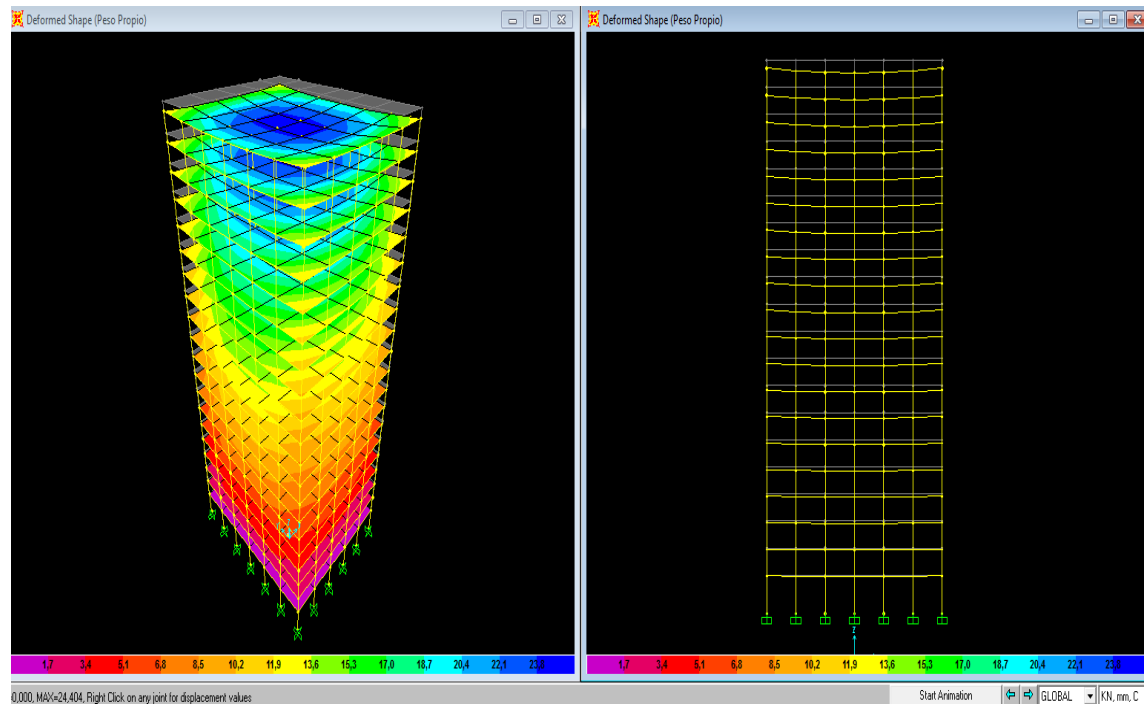 Deformed Shape (Peso Propio)
Deformed Shape (Peso Propio)
Z
1,7 3,4 5,1 6,8 8,5 10,2 11,9 13,6 15,3 17,0 18,7 20,4 22,1
1,7 3,4 5,1 6,8 8,5 10,2 11,9 13,6 15,3 17,0 18,7 20,4 22,1
0,000, MAX=24,404, Right Click on any joint for displacement values
Start Animation GLOBAL KN, mm, C